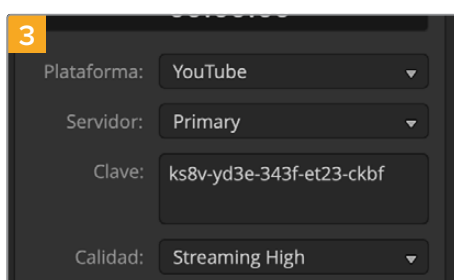 3
Plataforma: YouTube
Servidor: Primary
Clave: ks8v-yd3e-343f-et23-ckbf
Calidad: Streaming High